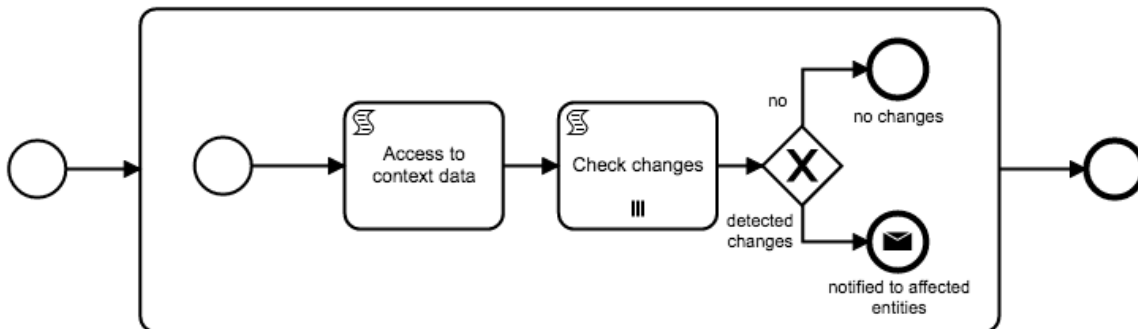 Access to
context data
Check changes
no
no changes
detected
changes
notified to affected
entities